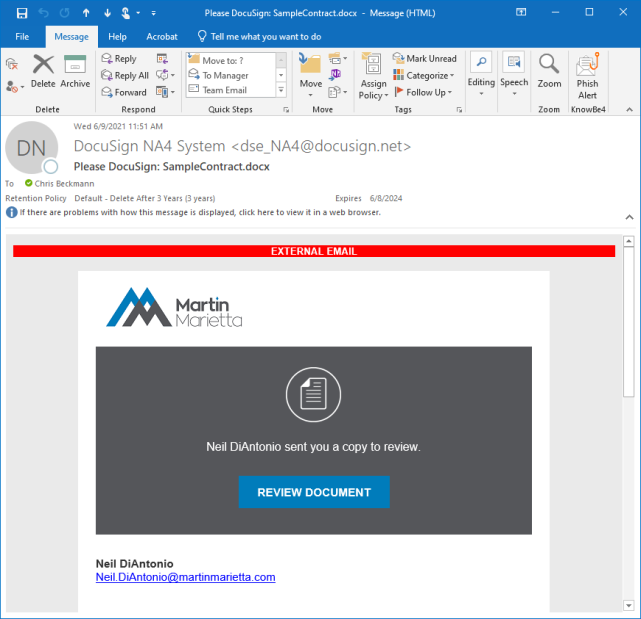 Please DocuSign: SampleContract.docx - Message (HTML)
File Message Help Acrobat Tell me what you want to do
Delete Archive
Reply
Reply All
Forward
Move to: ?
To Manager
Team Email
Move
Assign Policy
Mark Unread
Categorize
Follow Up
Editing Speech Zoom Phish Alert
Delete Respond Quick Steps Move Tags Zoom KnowBe4
Wed 6/9/2021 11:51 AM
DN
DocuSign NA4 System <dse_NA4@docusign.net>
Please DocuSign: SampleContract.docx
To Chris Beckmann
Retention Policy Default - Delete After 3 Years (3 years) Expires 6/8/2024
If there are problems with how this message is displayed, click here to view it in a web browser.
EXTERNAL EMAIL
Martin
Marietta
Neil DiAntonio sent you a copy to review.
REVIEW DOCUMENT
Neil DiAntonio
Neil.DiAntonio@martinmarietta.com